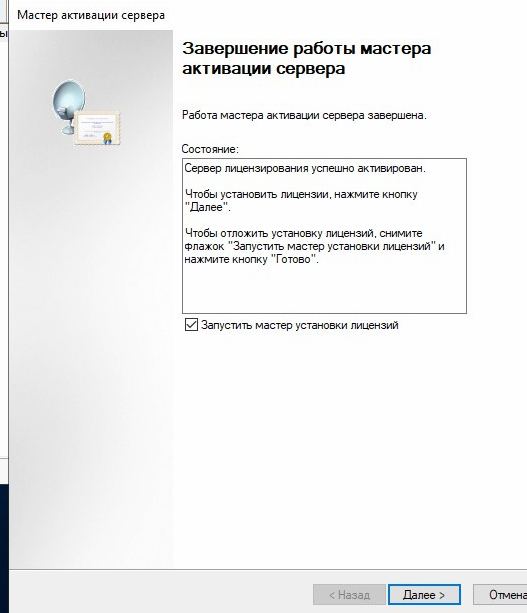 Мастер активации сервера
ы
Завершение работы мастера
активации сервера
Работа мастера активации сервера завершена.
Состояние:
Сервер лицензирования успешно активирован.
Чтобы установить лицензии, нажмите кнопку
"Далее".
Чтобы отложить установку лицензий, снимите
флажок "Запустить мастер установки лицензий" и
нажмите кнопку "Готово".
Запустить мастер установки лицензий
< Назад
Далее >
Отмена